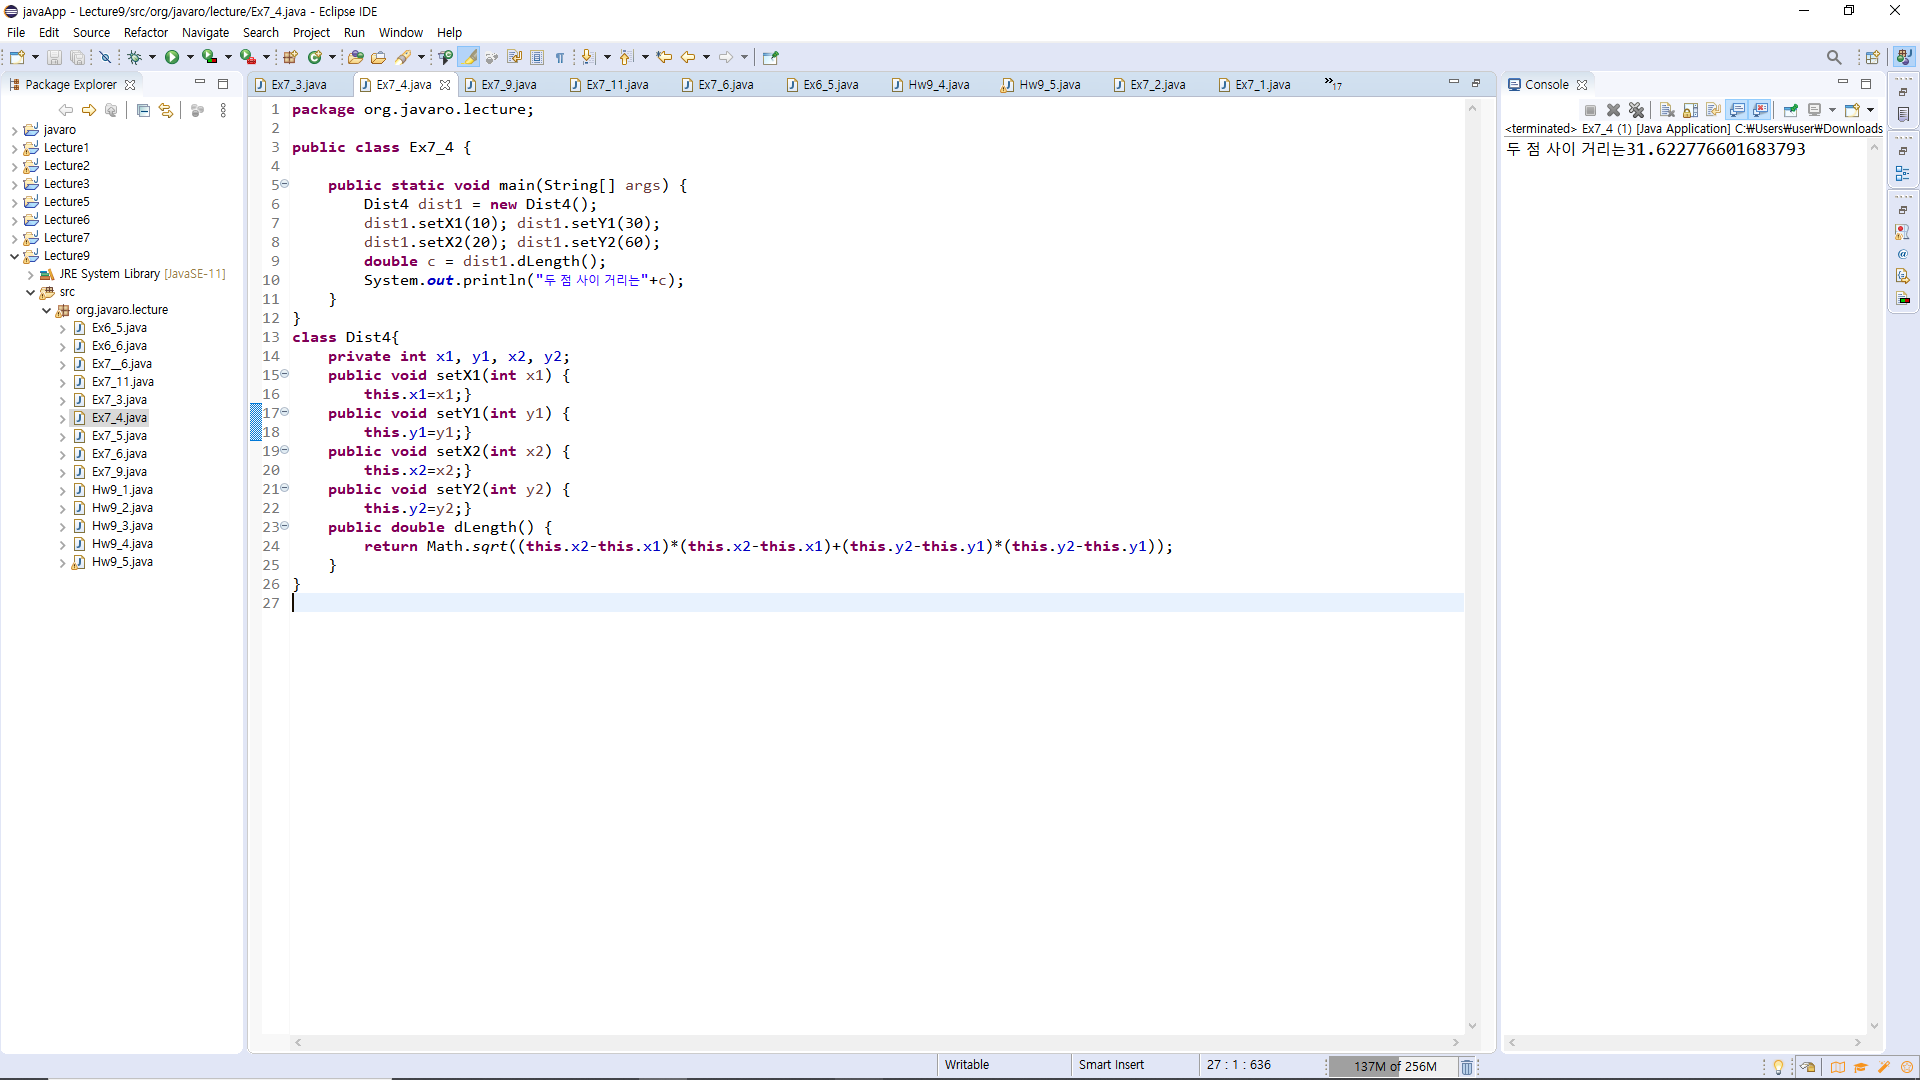 javaApp - Lecture9/src/org/javaro/lecture/Ex7_4.java - Eclipse IDE
File Edit Source Refactor Navigate Search Project Run Window Help
Package Explorer
javaro
Lecture1
Lecture2
Lecture3
Lecture5
Lecture6
Lecture7
Lecture9
JRE System Library [JavaSE-11]
src
org.javaro.lecture
Ex6_5.java
Ex6_6.java
Ex7__6.java
Ex7_11.java
Ex7_3.java
Ex7_4.java
Ex7_5.java
Ex7_6.java
Ex7_9.java
Hw9_1.java
Hw9_2.java
Hw9_3.java
Hw9_4.java
Hw9_5.java
Ex7_3.java Ex7_4.java Ex7_9.java Ex7_11.java Ex7_6.java Ex6_5.java Hw9_4.java Hw9_5.java Ex7_2.java Ex7_1.java »17
1 package org.javaro.lecture;
2
3 public class Ex7_4 {
4
5 public static void main(String[] args) {
6 Dist4 dist1 = new Dist4();
7 dist1.setX1(10); dist1.setY1(30);
8 dist1.setX2(20); dist1.setY2(60);
9 double c = dist1.dLength();
10 System.out.println("두 점 사이 거리는"+c);
11 }
12 }
13 class Dist4{
14 private int x1, y1, x2, y2;
15 public void setX1(int x1) {
16 this.x1=x1;}
17 public void setY1(int y1) {
18 this.y1=y1;}
19 public void setX2(int x2) {
20 this.x2=x2;}
21 public void setY2(int y2) {
22 this.y2=y2;}
23 public double dLength() {
24 return Math.sqrt((this.x2-this.x1)*(this.x2-this.x1)+(this.y2-this.y1)*(this.y2-this.y1));
25 }
26 }
27
Console
<terminated> Ex7_4 (1) [Java Application] C:₩Users₩user₩Downloads
두 점 사이 거리는31.622776601683793
Writable Smart Insert 27 : 1 : 636 137M of 256M